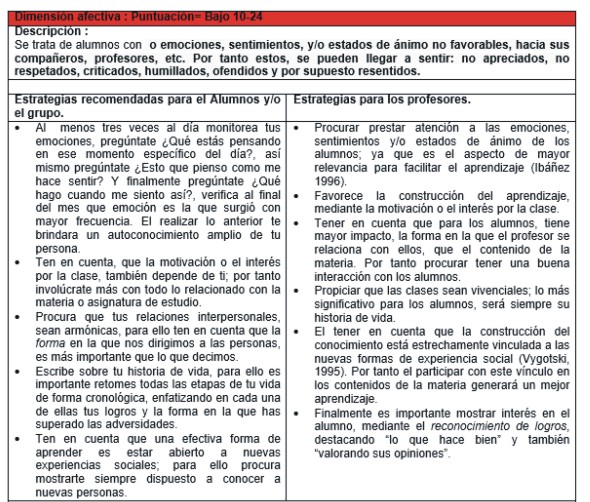 Dimensión afectiva : Puntuación= Bajo 10-24
Descripción :
Se trata de alumnos con o emociones, sentimientos, y/o estados de ánimo no favorables, hacia sus
compañeros, profesores, etc. Por tanto estos, se pueden llegar a sentir: no apreciados, no
respetados, criticados, humillados, ofendidos y por supuesto resentidos.
Estrategias recomendadas para el Alumnos y/o
el grupo.
• Al menos tres veces al día monitorea tus
emociones, pregúntate ¿Qué estás pensando
en ese momento específico del día?, así
mismo pregúntate ¿Esto que pienso como me
hace sentir? Y finalmente pregúntate ¿Qué
hago cuando me siento así?, verifica al final
del mes que emoción es la que surgió con
mayor frecuencia. El realizar lo anterior te
brindara un autoconocimiento amplio de tu
persona.
• Ten en cuenta, que la motivación o el interés
por la clase, también depende de ti; por tanto
involúcrate más con todo lo relacionado con la
materia o asignatura de estudio.
• Procura que tus relaciones interpersonales,
sean armónicas, para ello ten en cuenta que la
forma en la que nos dirigimos a las personas,
es más importante que lo que decimos.
• Escribe sobre tu historia de vida, para ello es
importante retomes todas las etapas de tu vida
de forma cronológica, enfatizando en cada una
de ellas tus logros y la forma en la que has
superado las adversidades.
• Ten en cuenta que una efectiva forma de
aprender es estar abierto a nuevas
experiencias sociales; para ello procura
mostrarte siempre dispuesto a conocer a
nuevas personas.
Estrategias para los profesores.
• Procurar prestar atención a las emociones,
sentimientos y/o estados de ánimo de los
alumnos; ya que es el aspecto de mayor
relevancia para facilitar el aprendizaje (Ibáñez
1996).
• Favorece la construcción del aprendizaje,
mediante la motivación o el interés por la clase.
• Tener en cuenta que para los alumnos, tiene
mayor impacto, la forma en la que el profesor se
relaciona con ellos, que el contenido de la
materia. Por tanto procurar tener una buena
interacción con los alumnos.
• Propiciar que las clases sean vivenciales; lo más
significativo para los alumnos, será siempre su
historia de vida.
• El tener en cuenta que la construcción del
conocimiento está estrechamente vinculada a las
nuevas formas de experiencia social (Vygotski,
1995). Por tanto el participar con este vínculo en
los contenidos de la materia generará un mejor
aprendizaje.
• Finalmente es importante mostrar interés en el
alumno, mediante el reconocimiento de logros,
destacando “lo que hace bien” y también
“valorando sus opiniones”.